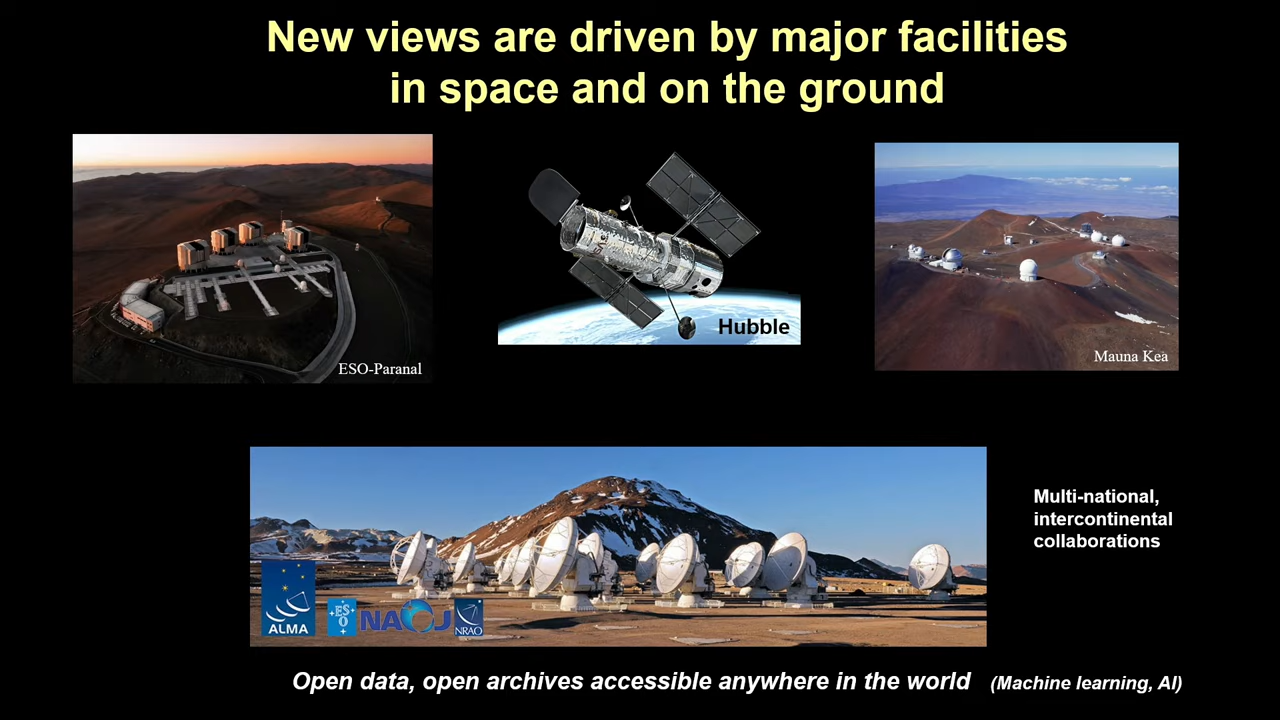 New views are driven by major facilities
in space and on the ground
ESO-Paranal
Hubble
Mauna Kea
Multi-national,
intercontinental
collaborations
ALMA
ES
O
NAOJ
NRAO
Open data, open archives accessible anywhere in the world (Machine learning, AI)